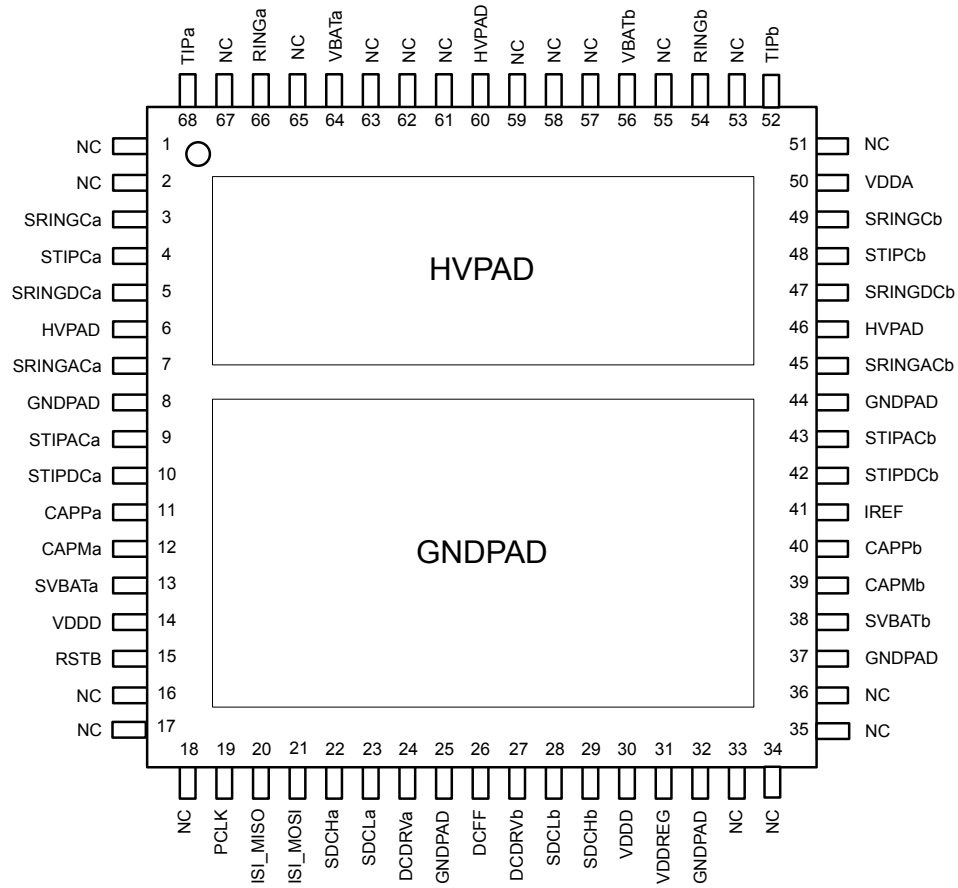 TIPa NC RINGa NC VBATa NC NC NC HVPAD NC NC NC VBATb NC RINGb NC TIPb
68 67 66 65 64 63 62 61 60 59 58 57 56 55 54 53 52
NC 1 51 NC
NC 2 50 VDDA
SRINGCa 3 49 SRINGCb
STIPCa 4 48 STIPCb
SRINGDCa 5 47 SRINGDCb
HVPAD
HVPAD 6 46 HVPAD
SRINGACa 7 45 SRINGACb
GNDPAD 8 44 GNDPAD
STIPACa 9 43 STIPACb
STIPDCa 10 42 STIPDCb
CAPPa 11 41 IREF
CAPMa 12 40 CAPPb
GNDPAD
SVBATa 13 39 CAPMb
VDDD 14 38 SVBATb
RSTB 15 37 GNDPAD
NC 16 36 NC
NC 17 35 NC
18 19 20 21 22 23 24 25 26 27 28 29 30 31 32 33 34
NC PCLK ISI_MISO ISI_MOSI SDCHa SDCLa DCDRVa GNDPAD DCFF DCDRVb SDCLb SDCHb VDDD VDDREG GNDPAD NC NC